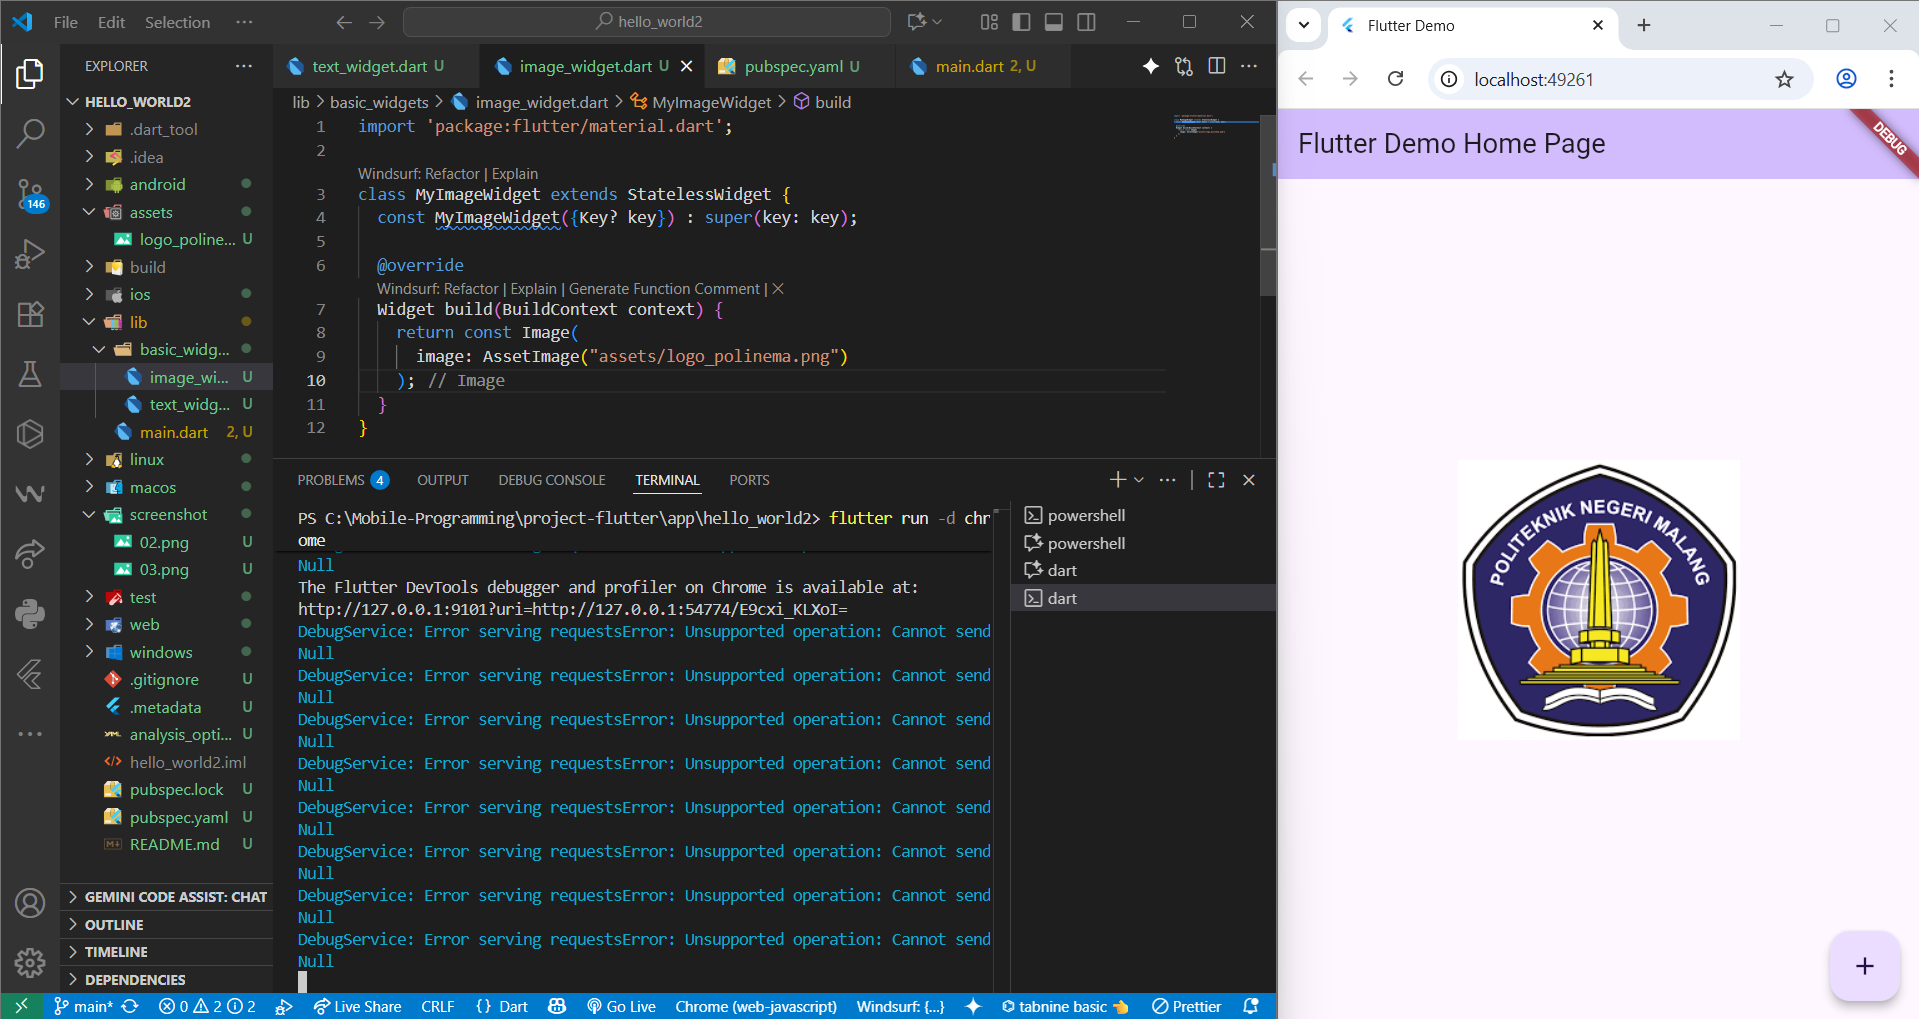 File Edit Selection ··· hello_world2
EXPLORER ···
HELLO_WORLD2
.dart_tool
.idea
android
assets
logo_poline... U
build
ios
lib
basic_widg...
image_wi... U
text_widg... U
main.dart 2, U
linux
macos
screenshot
02.png U
03.png U
test
web
windows
.gitignore U
.metadata U
analysis_opti... U
hello_world2.iml
pubspec.lock U
pubspec.yaml U
README.md U
GEMINI CODE ASSIST: CHAT
OUTLINE
TIMELINE
DEPENDENCIES
146
text_widget.dart U image_widget.dart U pubspec.yaml U main.dart 2, U
lib > basic_widgets > image_widget.dart > MyImageWidget > build
1 import 'package:flutter/material.dart';
2
Windsurf: Refactor | Explain
3 class MyImageWidget extends StatelessWidget {
4 const MyImageWidget({Key? key}) : super(key: key);
5
6 @override
Windsurf: Refactor | Explain | Generate Function Comment | ×
7 Widget build(BuildContext context) {
8 return const Image(
9 image: AssetImage("assets/logo_polinema.png")
10 ); // Image
11 }
12 }
PROBLEMS 4 OUTPUT DEBUG CONSOLE TERMINAL PORTS
PS C:\Mobile-Programming\project-flutter\app\hello_world2> flutter run -d chr
ome
Null
The Flutter DevTools debugger and profiler on Chrome is available at:
http://127.0.0.1:9101?uri=http://127.0.0.1:54774/E9cxi_KLXoI=
DebugService: Error serving requestsError: Unsupported operation: Cannot send
Null
DebugService: Error serving requestsError: Unsupported operation: Cannot send
Null
DebugService: Error serving requestsError: Unsupported operation: Cannot send
Null
DebugService: Error serving requestsError: Unsupported operation: Cannot send
Null
DebugService: Error serving requestsError: Unsupported operation: Cannot send
Null
DebugService: Error serving requestsError: Unsupported operation: Cannot send
Null
DebugService: Error serving requestsError: Unsupported operation: Cannot send
Null
DebugService: Error serving requestsError: Unsupported operation: Cannot send
Null
powershell
powershell
dart
dart
main* 0 2 2 Live Share CRLF {} Dart Go Live Chrome (web-javascript) Windsurf: {...} tabnine basic Prettier
Flutter Demo
localhost:49261
Flutter Demo Home Page
DEBUG
POLITEKNIK NEGERI MALANG